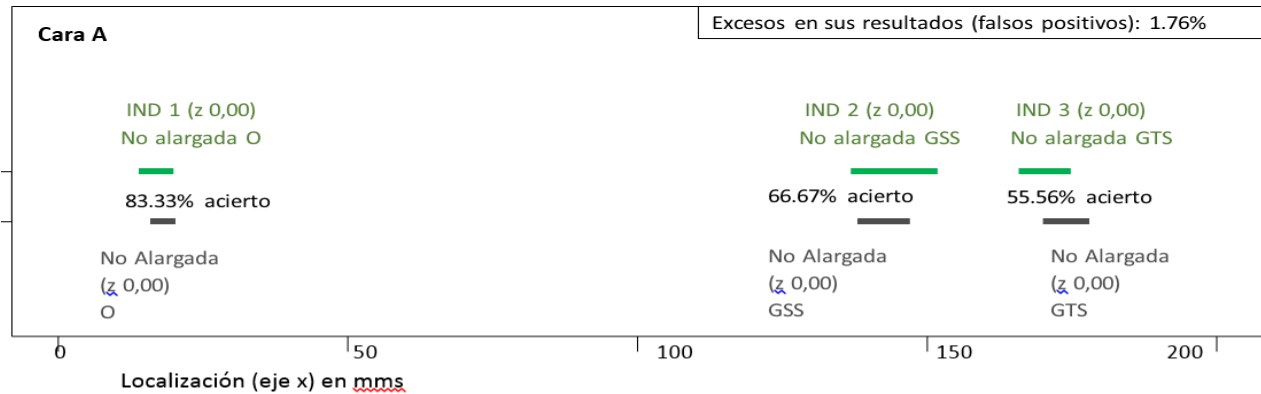 Cara A
Excesos en sus resultados (falsos positivos): 1.76%
IND 1 (z 0,00)
No alargada O
IND 2 (z 0,00)
No alargada GSS
IND 3 (z 0,00)
No alargada GTS
83.33% acierto
66.67% acierto
55.56% acierto
No Alargada
(z 0,00)
O
No Alargada
(z 0,00)
GSS
No Alargada
(z 0,00)
GTS
0
50
100
150
200
Localización (eje x) en mms